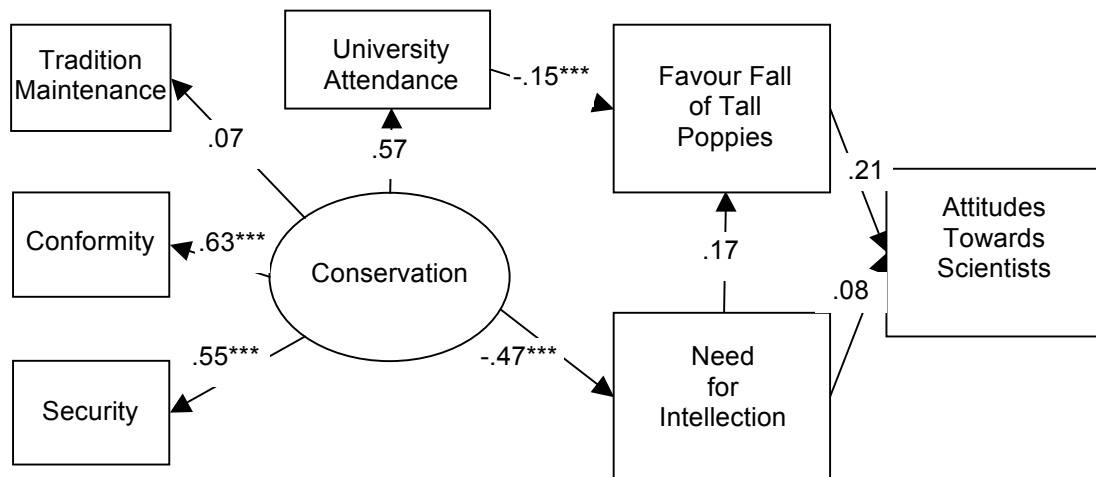 Tradition
Maintenance
University
Attendance
-.15***
Favour Fall
of Tall
Poppies
.07
.57
.21
Attitudes
Towards
Scientists
Conformity
.63***
Conservation
.17
.08
.55***
-.47***
Need
for
Intellection
Security